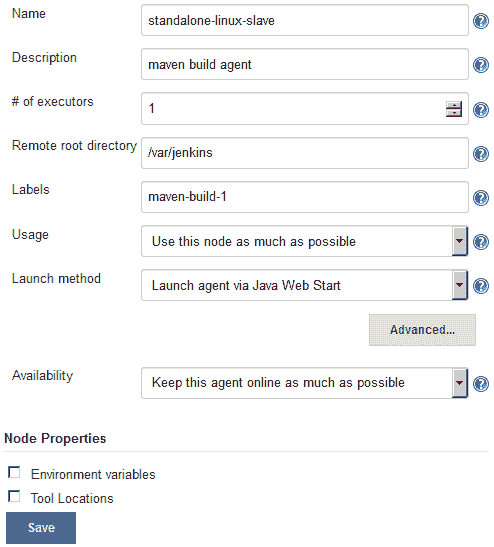 Name standalone-linux-slave
Description maven build agent
# of executors 1
Remote root directory /var/jenkins
Labels maven-build-1
Usage Use this node as much as possible
Launch method Launch agent via Java Web Start
Advanced...
Availability Keep this agent online as much as possible
Node Properties
Environment variables
Tool Locations
Save